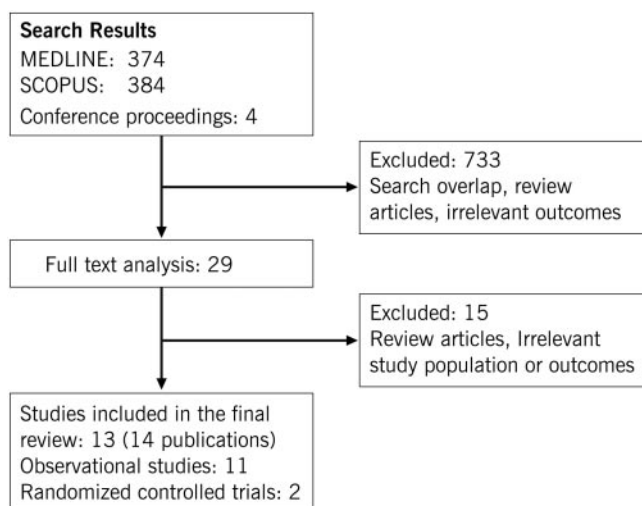 Search Results
MEDLINE: 374
SCOPUS: 384
Conference proceedings: 4
Excluded: 733
Search overlap, review
articles, irrelevant outcomes
Full text analysis: 29
Excluded: 15
Review articles, Irrelevant
study population or outcomes
Studies included in the final
review: 13 (14 publications)
Observational studies: 11
Randomized controlled trials: 2